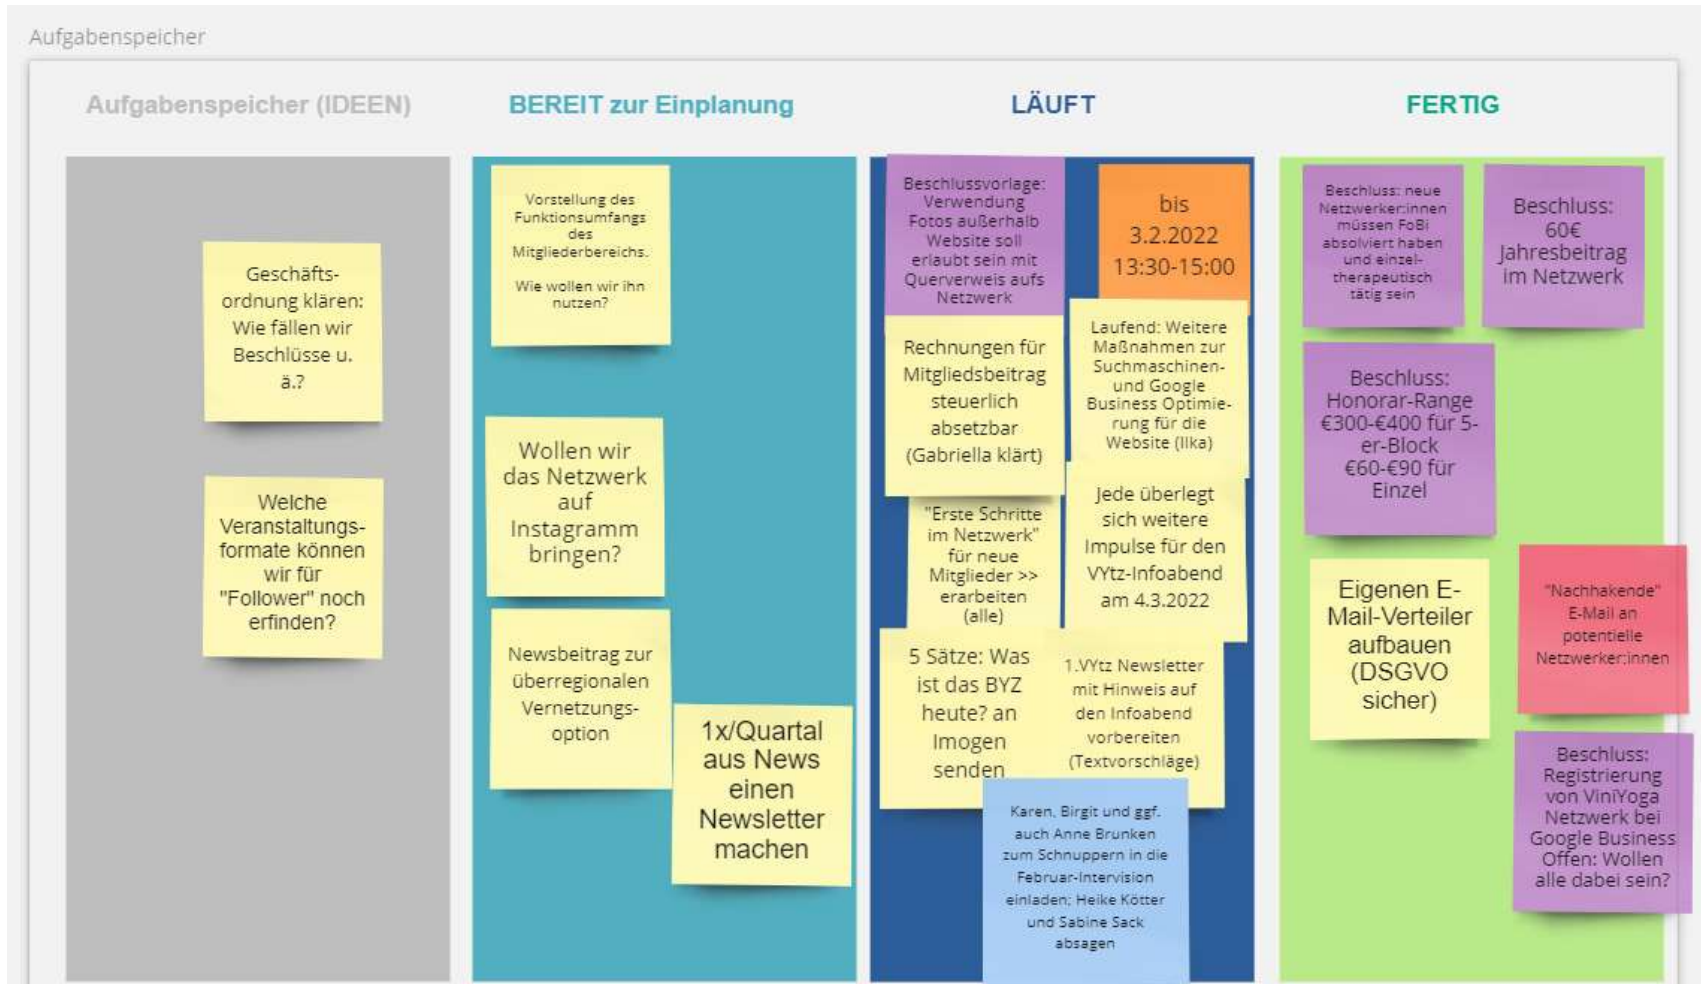 Aufgabenspeicher
Aufgabenspeicher (IDEEN)
Geschäfts-
ordnung klären:
Wie fällen wir
Beschlüsse u.
ä.?
Welche
Veranstaltungs-
formate können
wir für
"Follower" noch
erfinden?
BEREIT zur Einplanung
Vorstellung des
Funktionsumfangs
des
Mitgliederbereichs.
Wie wollen wir ihn
nutzen?
Wollen wir
das Netzwerk
auf
Instagramm
bringen?
Newsbeitrag zur
überregionalen
Vernetzungs-
option
1x/Quartal
aus News
einen
Newsletter
machen
LÄUFT
Beschlussvorlage:
Verwendung
Fotos außerhalb
Website soll
erlaubt sein mit
Querverweis aufs
Netzwerk
bis
3.2.2022
13:30-15:00
Rechnungen für
Mitgliedsbeitrag
steuerlich
absetzbar
(Gabriella klärt)
Laufend: Weitere
Maßnahmen zur
Suchmaschinen-
und Google
Business Optimie-
rung für die
Website (Ilka)
"Erste Schritte
im Netzwerk"
für neue
Mitglieder >>
erarbeiten
(alle)
Jede überlegt
sich weitere
Impulse für den
VYtz-Infoabend
am 4.3.2022
5 Sätze: Was
ist das BYZ
heute? an
Imogen
senden
1.VYtz Newsletter
mit Hinweis auf
den Infoabend
vorbereiten
(Textvorschläge)
Karen, Birgit und ggf.
auch Anne Brunken
zum Schnuppern in die
Februar-Intervision
einladen; Heike Kötter
und Sabine Sack
absagen
FERTIG
Beschluss: neue
Netzwerker:innen
müssen FoBi
absolviert haben
und einzel-
therapeutisch
tätig sein
Beschluss:
60€
Jahresbeitrag
im Netzwerk
Beschluss:
Honorar-Range
€300-€400 für 5-
er-Block
€60-€90 für
Einzel
Eigenen E-
Mail-Verteiler
aufbauen
(DSGVO
sicher)
"Nachhakende"
E-Mail an
potentielle
Netzwerker:innen
Beschluss:
Registrierung
von ViniYoga
Netzwerk bei
Google Business
Offen: Wollen
alle dabei sein?